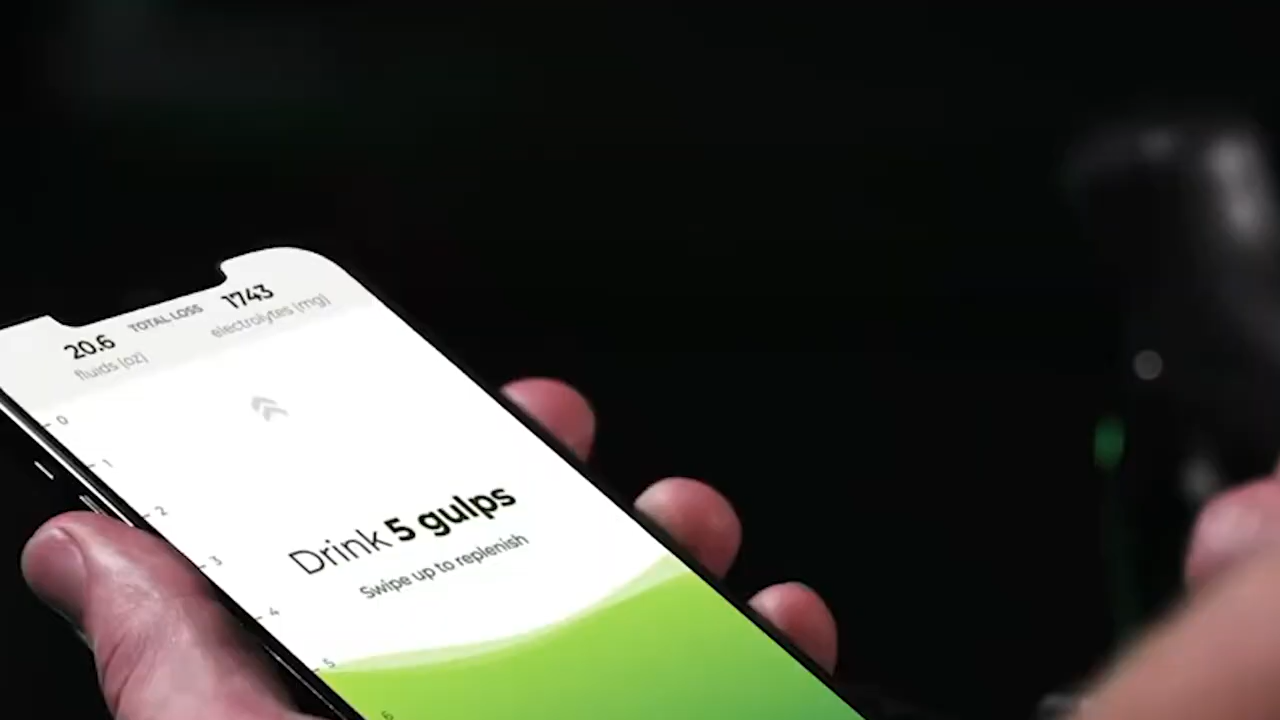 20.6 TOTAL LOSS 1743
fluids (oz) electrolytes (mg)
0
1
2
3
4
5
6
Drink 5 gulps
Swipe up to replenish